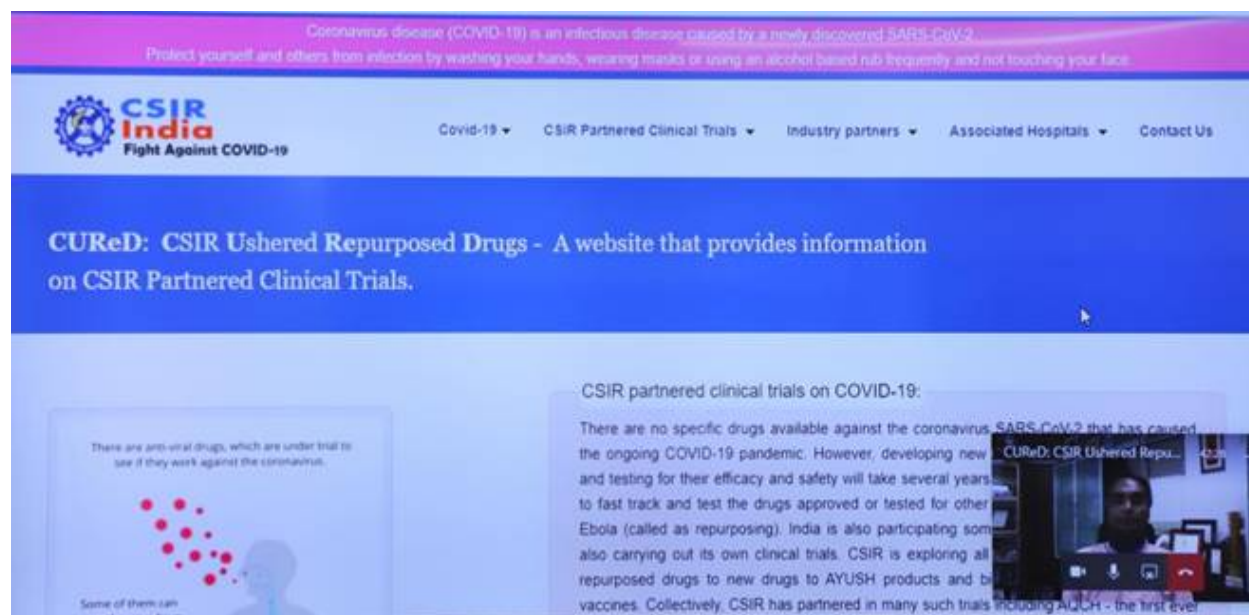 Coronavirus disease (COVID-19) is an infectious disease caused by a newly discovered SARS-CoV-2
Protect yourself and others from infection by washing your hands, wearing masks or using an alcohol based rub frequently and not touching your face
CSIR
India
Fight Against COVID-19
Covid-19 CSIR Partnered Clinical Trials Industry partners Associated Hospitals Contact Us
CUReD: CSIR Ushered Repurposed Drugs - A website that provides information
on CSIR Partnered Clinical Trials.
There are anti-viral drugs, which are under trial to
see if they work against the coronavirus.
Some of them can
CSIR partnered clinical trials on COVID-19:
There are no specific drugs available against the coronavirus SARS-CoV-2 that has caused
the ongoing COVID-19 pandemic. However, developing new
and testing for their efficacy and safety will take several years
to fast track and test the drugs approved or tested for other
Ebola (called as repurposing). India is also participating som
also carrying out its own clinical trials. CSIR is exploring all
repurposed drugs to new drugs to AYUSH products and bi
vaccines. Collectively, CSIR has partnered in many such trials including AQCH - the first ever
CUReD: CSIR Ushered Repu...